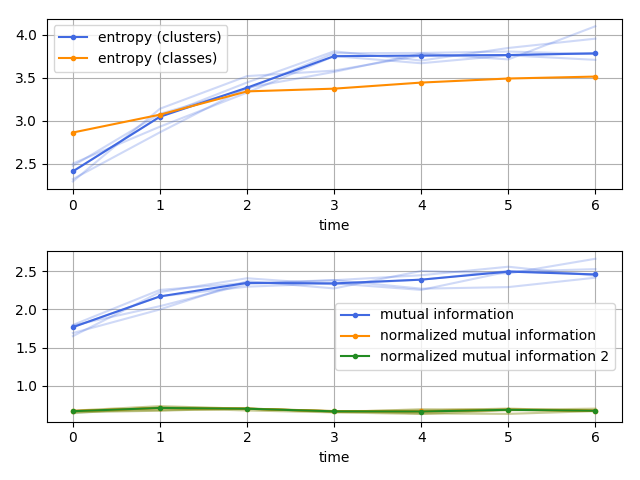 4.0
3.5
3.0
2.5
entropy (clusters)
entropy (classes)
0 1 2 3 4 5 6
time
2.5
2.0
1.5
1.0
mutual information
normalized mutual information
normalized mutual information 2
0 1 2 3 4 5 6
time